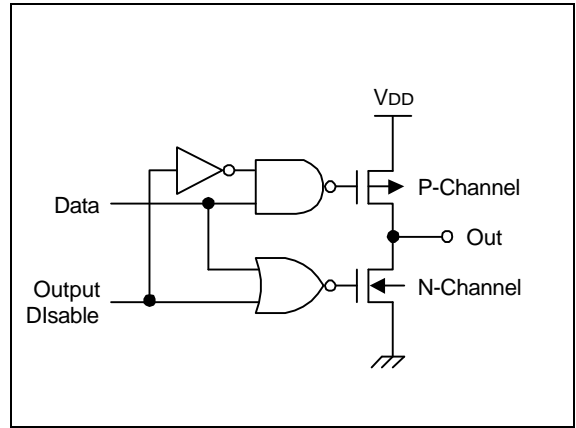 VDD
P-Channel
Data
Out
Output
DIsable
N-Channel